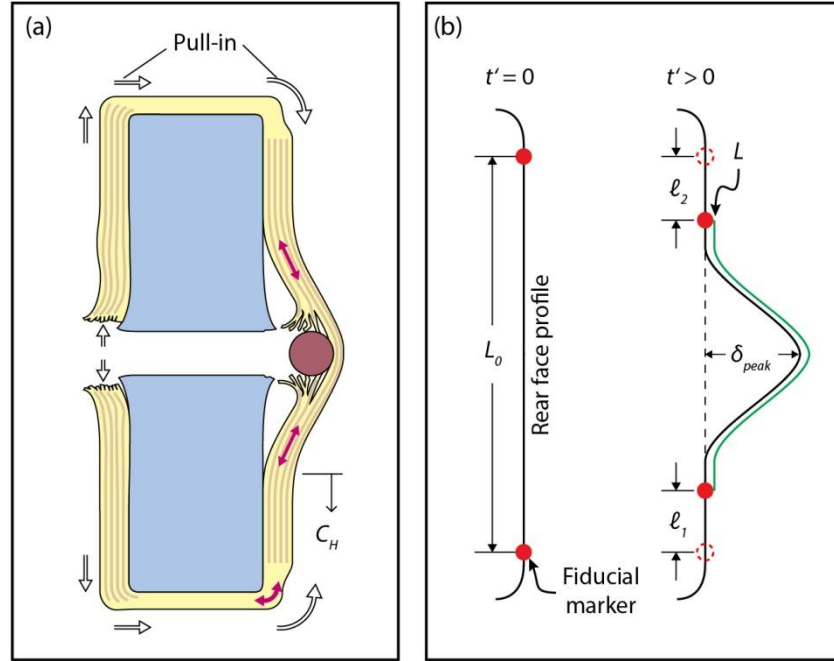 (a)
Pull-in
C_H
(b)
t' = 0
t' > 0
L
ℓ_2
L_0
Rear face profile
δ_peak
ℓ_1
Fiducial
marker